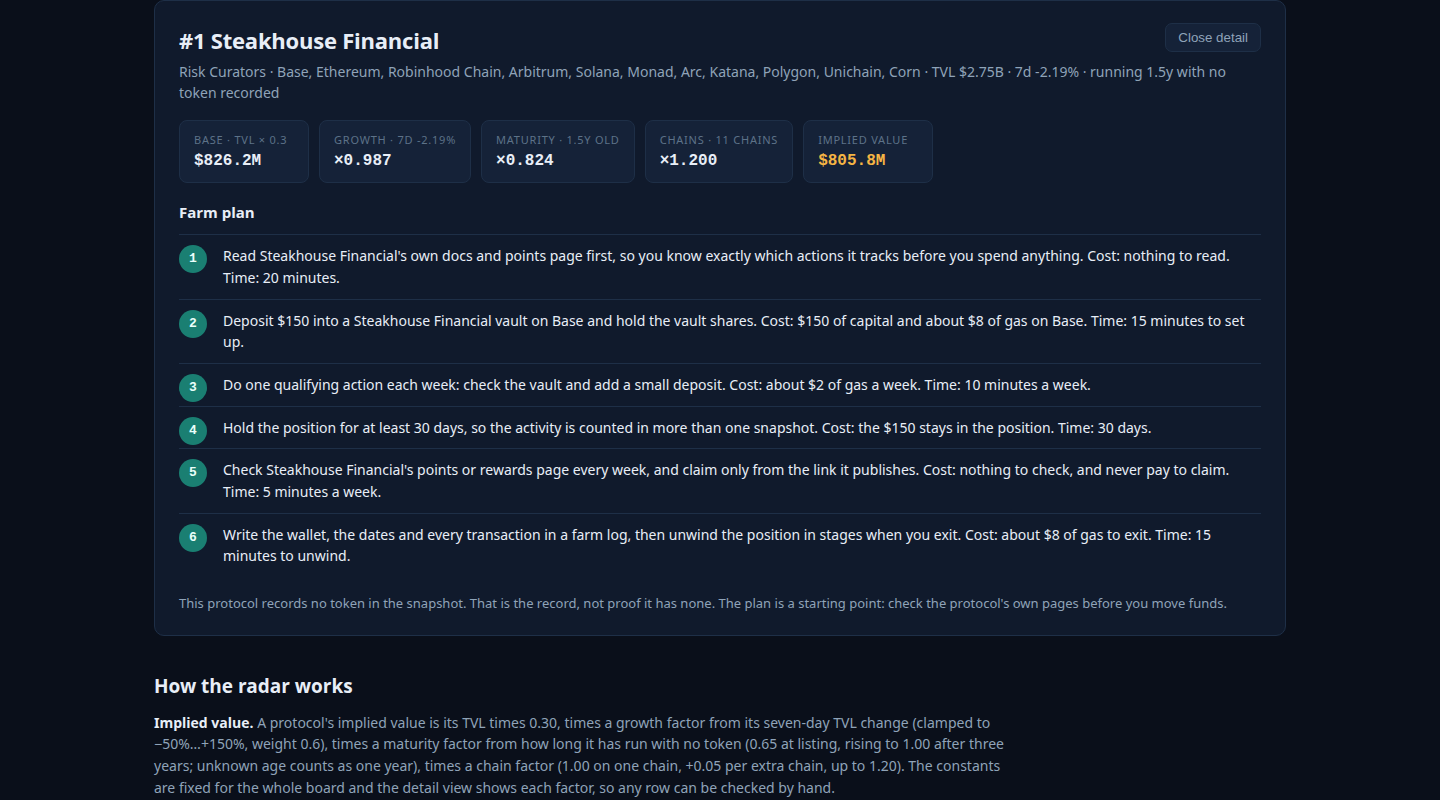 #1 Steakhouse Financial
Close detail
Risk Curators · Base, Ethereum, Robinhood Chain, Arbitrum, Solana, Monad, Arc, Katana, Polygon, Unichain, Corn · TVL $2.75B · 7d -2.19% · running 1.5y with no
token recorded
BASE · TVL × 0.3
$826.2M
GROWTH · 7D -2.19%
×0.987
MATURITY · 1.5Y OLD
×0.824
CHAINS · 11 CHAINS
×1.200
IMPLIED VALUE
$805.8M
Farm plan
1
Read Steakhouse Financial's own docs and points page first, so you know exactly which actions it tracks before you spend anything. Cost: nothing to read.
Time: 20 minutes.
2
Deposit $150 into a Steakhouse Financial vault on Base and hold the vault shares. Cost: $150 of capital and about $8 of gas on Base. Time: 15 minutes to set
up.
3
Do one qualifying action each week: check the vault and add a small deposit. Cost: about $2 of gas a week. Time: 10 minutes a week.
4
Hold the position for at least 30 days, so the activity is counted in more than one snapshot. Cost: the $150 stays in the position. Time: 30 days.
5
Check Steakhouse Financial's points or rewards page every week, and claim only from the link it publishes. Cost: nothing to check, and never pay to claim.
Time: 5 minutes a week.
6
Write the wallet, the dates and every transaction in a farm log, then unwind the position in stages when you exit. Cost: about $8 of gas to exit. Time: 15
minutes to unwind.
This protocol records no token in the snapshot. That is the record, not proof it has none. The plan is a starting point: check the protocol's own pages before you move funds.
How the radar works
Implied value. A protocol's implied value is its TVL times 0.30, times a growth factor from its seven-day TVL change (clamped to
−50%…+150%, weight 0.6), times a maturity factor from how long it has run with no token (0.65 at listing, rising to 1.00 after three
years; unknown age counts as one year), times a chain factor (1.00 on one chain, +0.05 per extra chain, up to 1.20). The constants
are fixed for the whole board and the detail view shows each factor, so any row can be checked by hand.